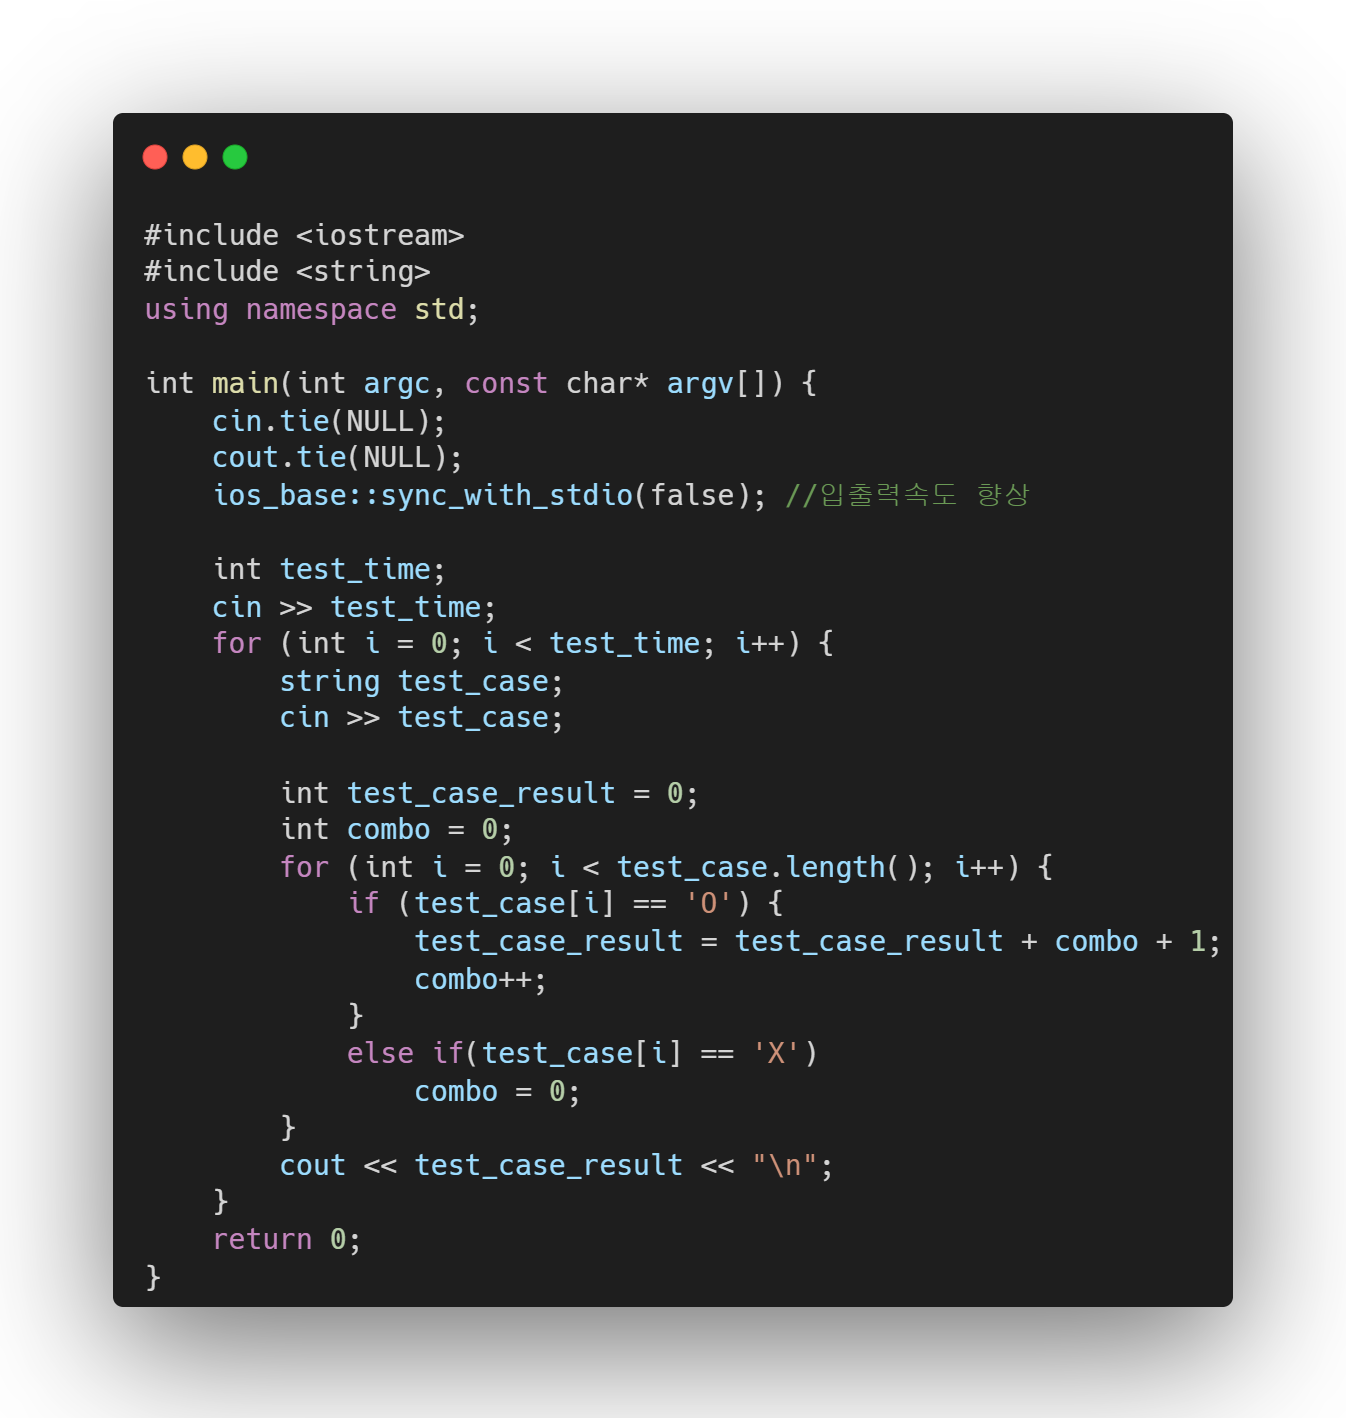 #include <iostream>
#include <string>
using namespace std;

int main(int argc, const char* argv[]) {
    cin.tie(NULL);
    cout.tie(NULL);
    ios_base::sync_with_stdio(false); //입출력속도 향상

    int test_time;
    cin >> test_time;
    for (int i = 0; i < test_time; i++) {
        string test_case;
        cin >> test_case;

        int test_case_result = 0;
        int combo = 0;
        for (int i = 0; i < test_case.length(); i++) {
            if (test_case[i] == 'O') {
                test_case_result = test_case_result + combo + 1;
                combo++;
            }
            else if(test_case[i] == 'X')
                combo = 0;
        }
        cout << test_case_result << "\n";
    }
    return 0;
}